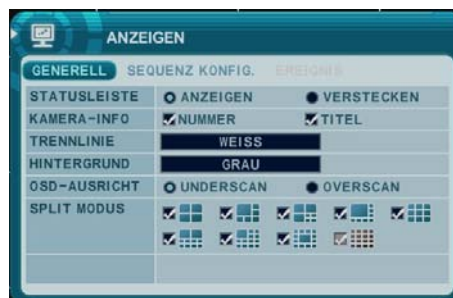 ANZEIGEN
GENERELL SEQUENZ KONFIG. EREIGNIS
STATUSLEISTE ANZEIGEN VERSTECKEN
KAMERA-INFO NUMMER TITEL
TRENNLINIE WEISS
HINTERGRUND GRAU
OSD-AUSRICHT UNDERSCAN OVERSCAN
SPLIT MODUS